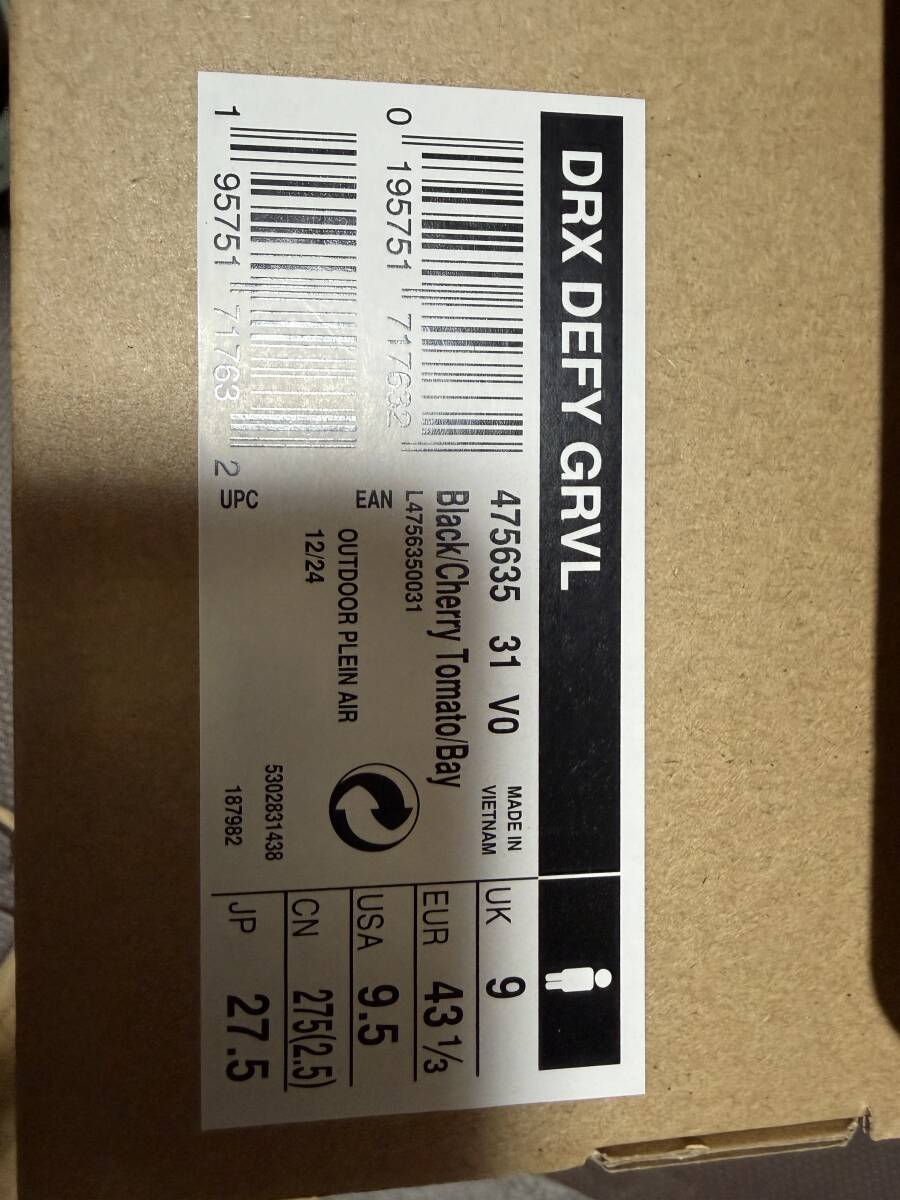 DRX DEFY GRVL
475635 31 V0
MADE IN
VIETNAM
Black/Cherry Tomato/Bay
L4756350031
0 195751 717632
EAN
OUTDOOR PLEIN AIR
12/24
1 95751 71763 2
UPC
5302831438
187982
UK 9
EUR 43 1/3
USA 9.5
CN 275(2.5)
JP 27.5